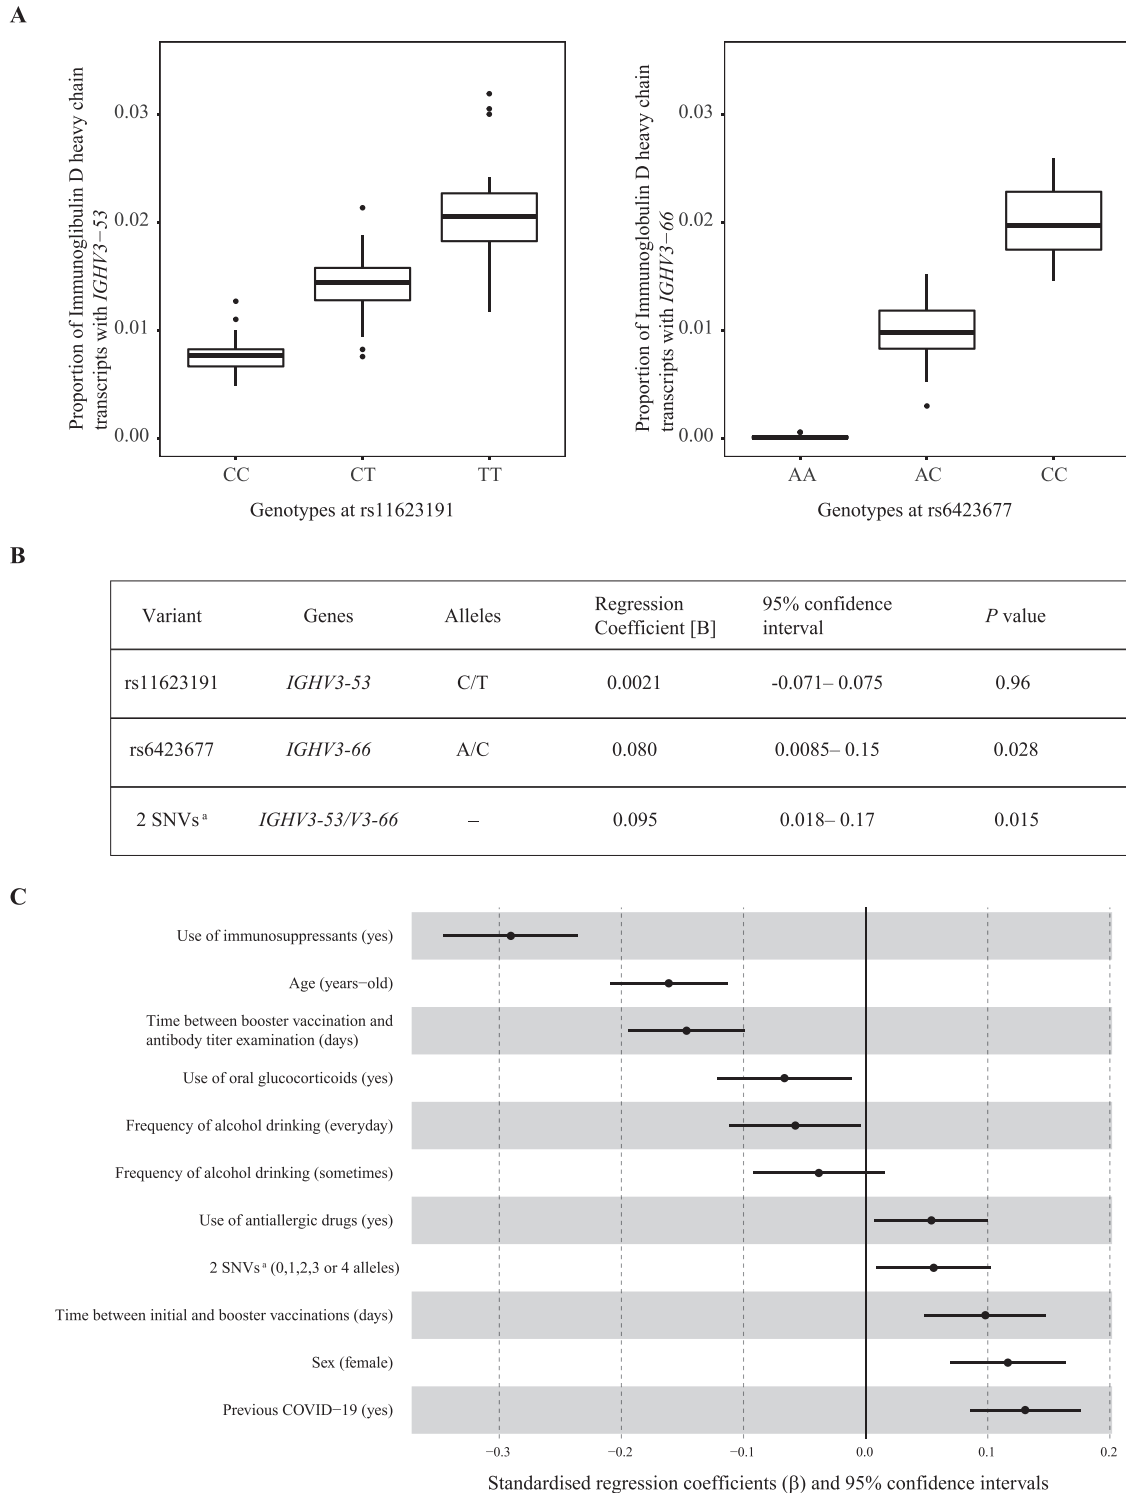 A
Proportion of Immunoglibulin D heavy chain
transcripts with IGHV3−53
0.03
0.02
0.01
0.00
CC CT TT
Genotypes at rs11623191
Proportion of Immunoglobulin D heavy chain
transcripts with IGHV3−66
0.03
0.02
0.01
0.00
AA AC CC
Genotypes at rs6423677
B
Variant Genes Alleles Regression Coefficient [B] 95% confidence interval P value
rs11623191 IGHV3-53 C/T 0.0021 -0.071– 0.075 0.96
rs6423677 IGHV3-66 A/C 0.080 0.0085– 0.15 0.028
2 SNVs a IGHV3-53/V3-66 – 0.095 0.018– 0.17 0.015
C
Use of immunosuppressants (yes)
Age (years−old)
Time between booster vaccination and
antibody titer examination (days)
Use of oral glucocorticoids (yes)
Frequency of alcohol drinking (everyday)
Frequency of alcohol drinking (sometimes)
Use of antiallergic drugs (yes)
2 SNVs a (0,1,2,3 or 4 alleles)
Time between initial and booster vaccinations (days)
Sex (female)
Previous COVID−19 (yes)
−0.3 −0.2 −0.1 0.0 0.1 0.2
Standardised regression coefficients (β) and 95% confidence intervals